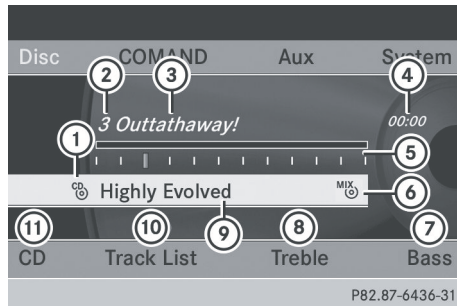 Disc COMAND Aux System
2 3 4
3 Outtathaway! 00:00
1 5
CD Highly Evolved MIX 6
11 10 9 8 7
CD Track List Treble Bass
P82.87-6436-31